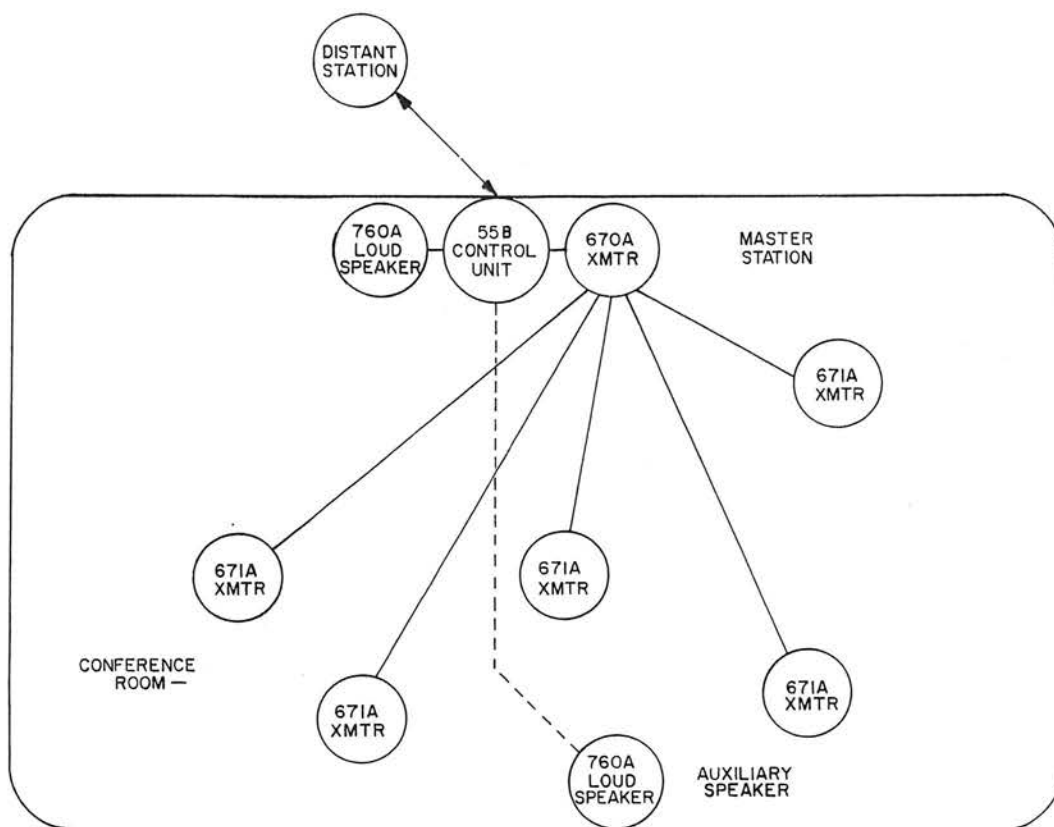 DISTANT
STATION
760A
LOUD
SPEAKER
55B
CONTROL
UNIT
670A
XMTR
MASTER
STATION
671A
XMTR
671A
XMTR
671A
XMTR
CONFERENCE
ROOM —
671A
XMTR
671A
XMTR
760A
LOUD
SPEAKER
AUXILIARY
SPEAKER